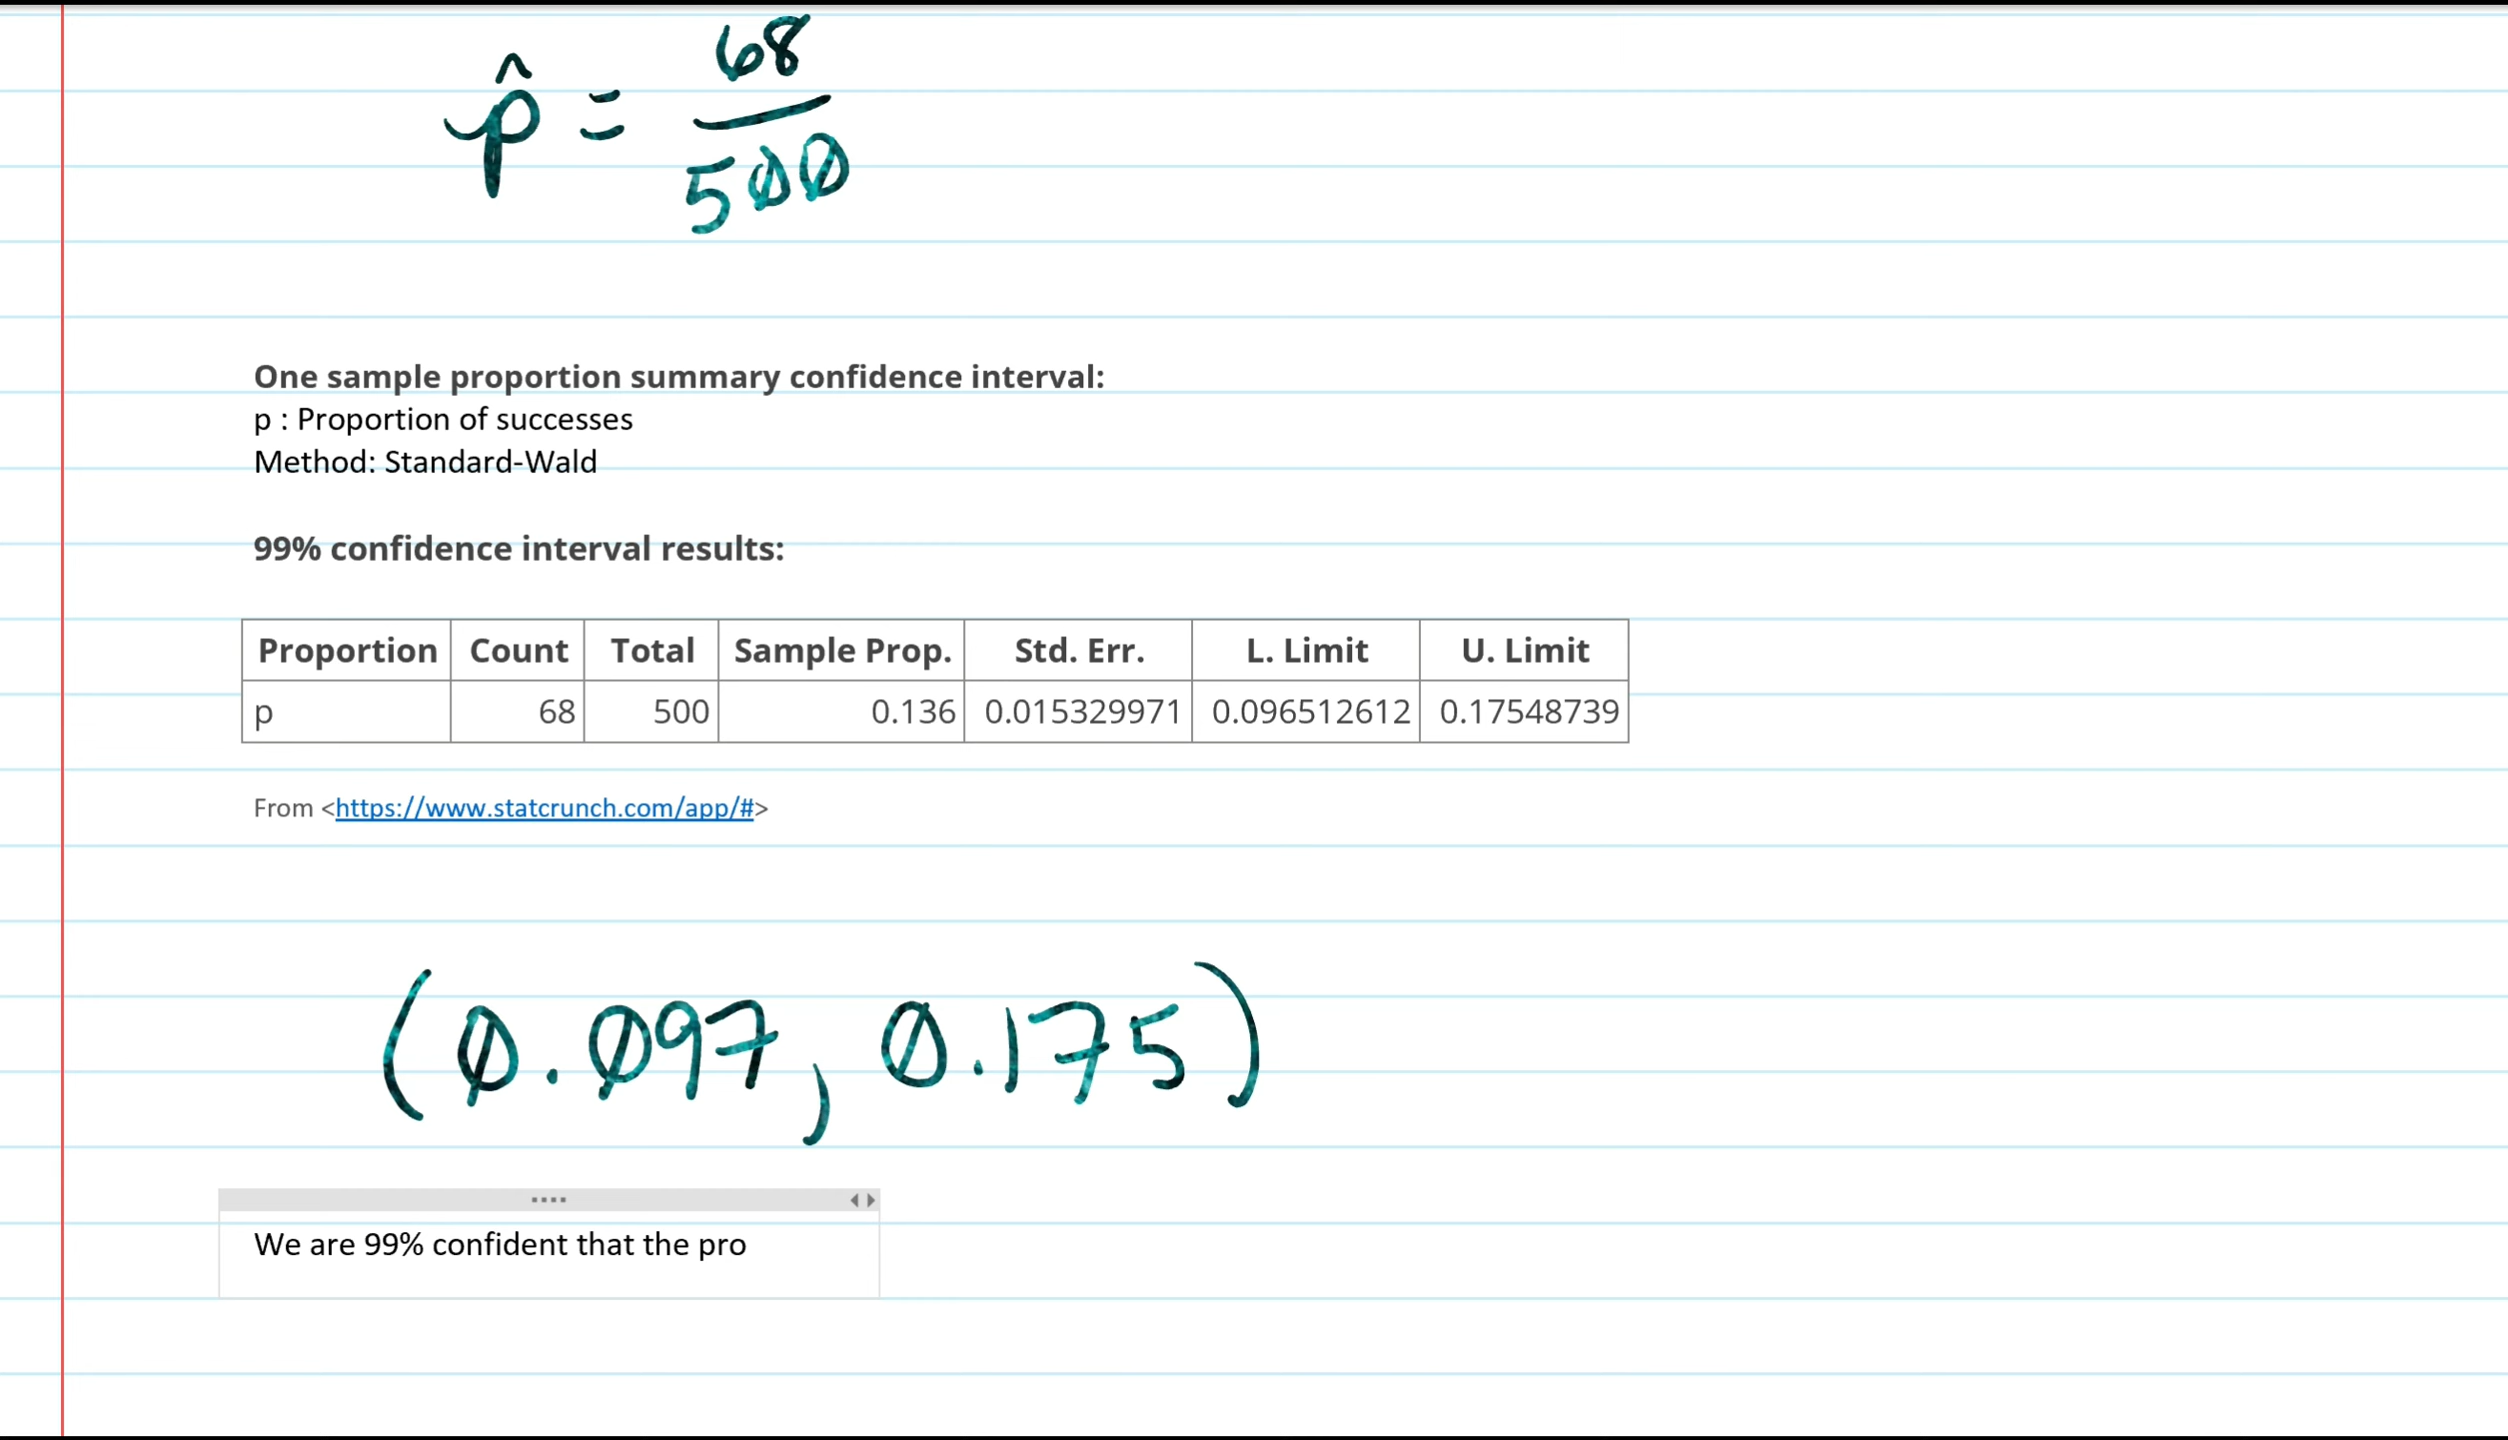 p̂ = 68/500
One sample proportion summary confidence interval:
p : Proportion of successes
Method: Standard-Wald
99% confidence interval results:
Proportion Count Total Sample Prop. Std. Err. L. Limit U. Limit
p 68 500 0.136 0.015329971 0.096512612 0.17548739
From <https://www.statcrunch.com/app/#>
(0.097, 0.175)
We are 99% confident that the pro